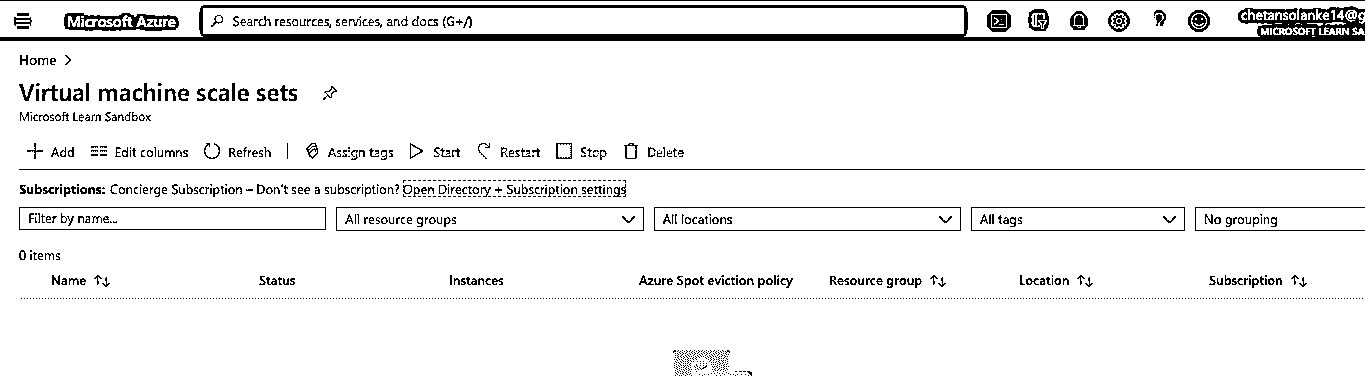 Microsoft Azure
Search resources, services, and docs (G+/)
chetansolanke14@g
MICROSOFT LEARN SA
Home >
Virtual machine scale sets
Microsoft Learn Sandbox
Add Edit columns Refresh | Assign tags Start Restart Stop Delete
Subscriptions: Concierge Subscription – Don't see a subscription? Open Directory + Subscription settings
Filter by name... All resource groups All locations All tags No grouping
0 items
Name ↑↓ Status Instances Azure Spot eviction policy Resource group ↑↓ Location ↑↓ Subscription ↑↓